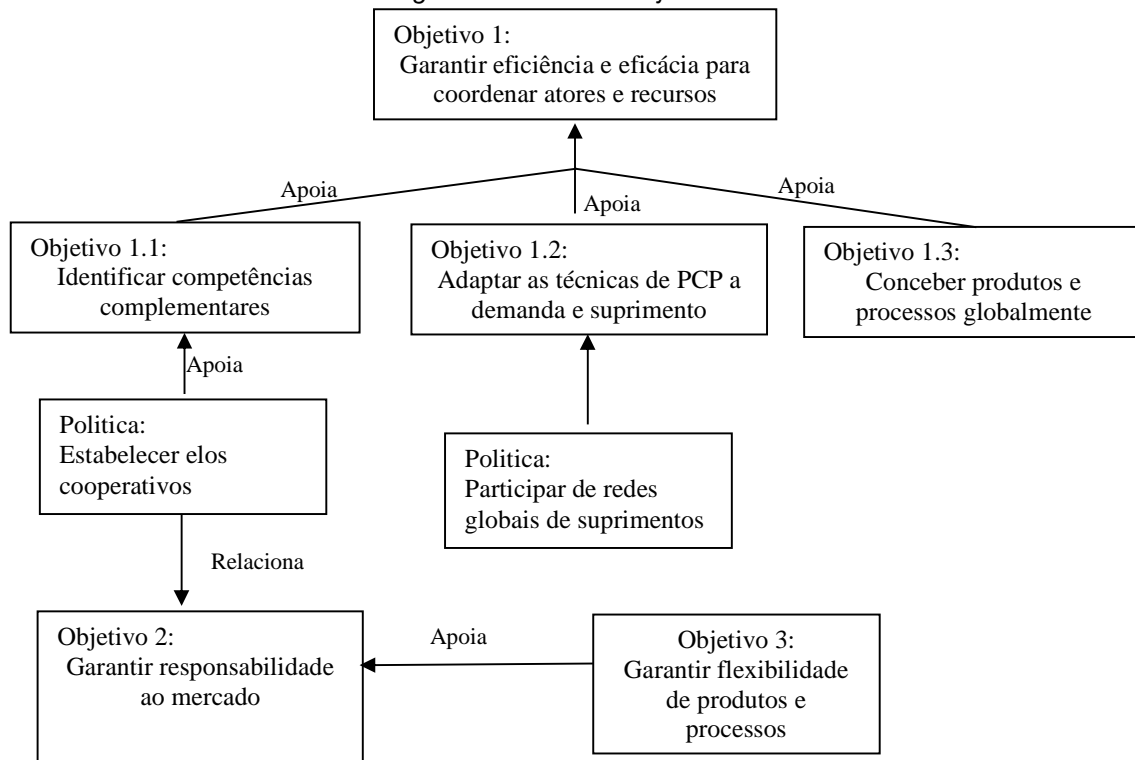 Objetivo 1:
Garantir eficiência e eficácia para
coordenar atores e recursos
Apoia
Apoia
Apoia
Objetivo 1.1:
Identificar competências
complementares
Objetivo 1.2:
Adaptar as técnicas de PCP a
demanda e suprimento
Objetivo 1.3:
Conceber produtos e
processos globalmente
Apoia
Politica:
Estabelecer elos
cooperativos
Politica:
Participar de redes
globais de suprimentos
Relaciona
Objetivo 2:
Garantir responsabilidade
ao mercado
Apoia
Objetivo 3:
Garantir flexibilidade
de produtos e
processos